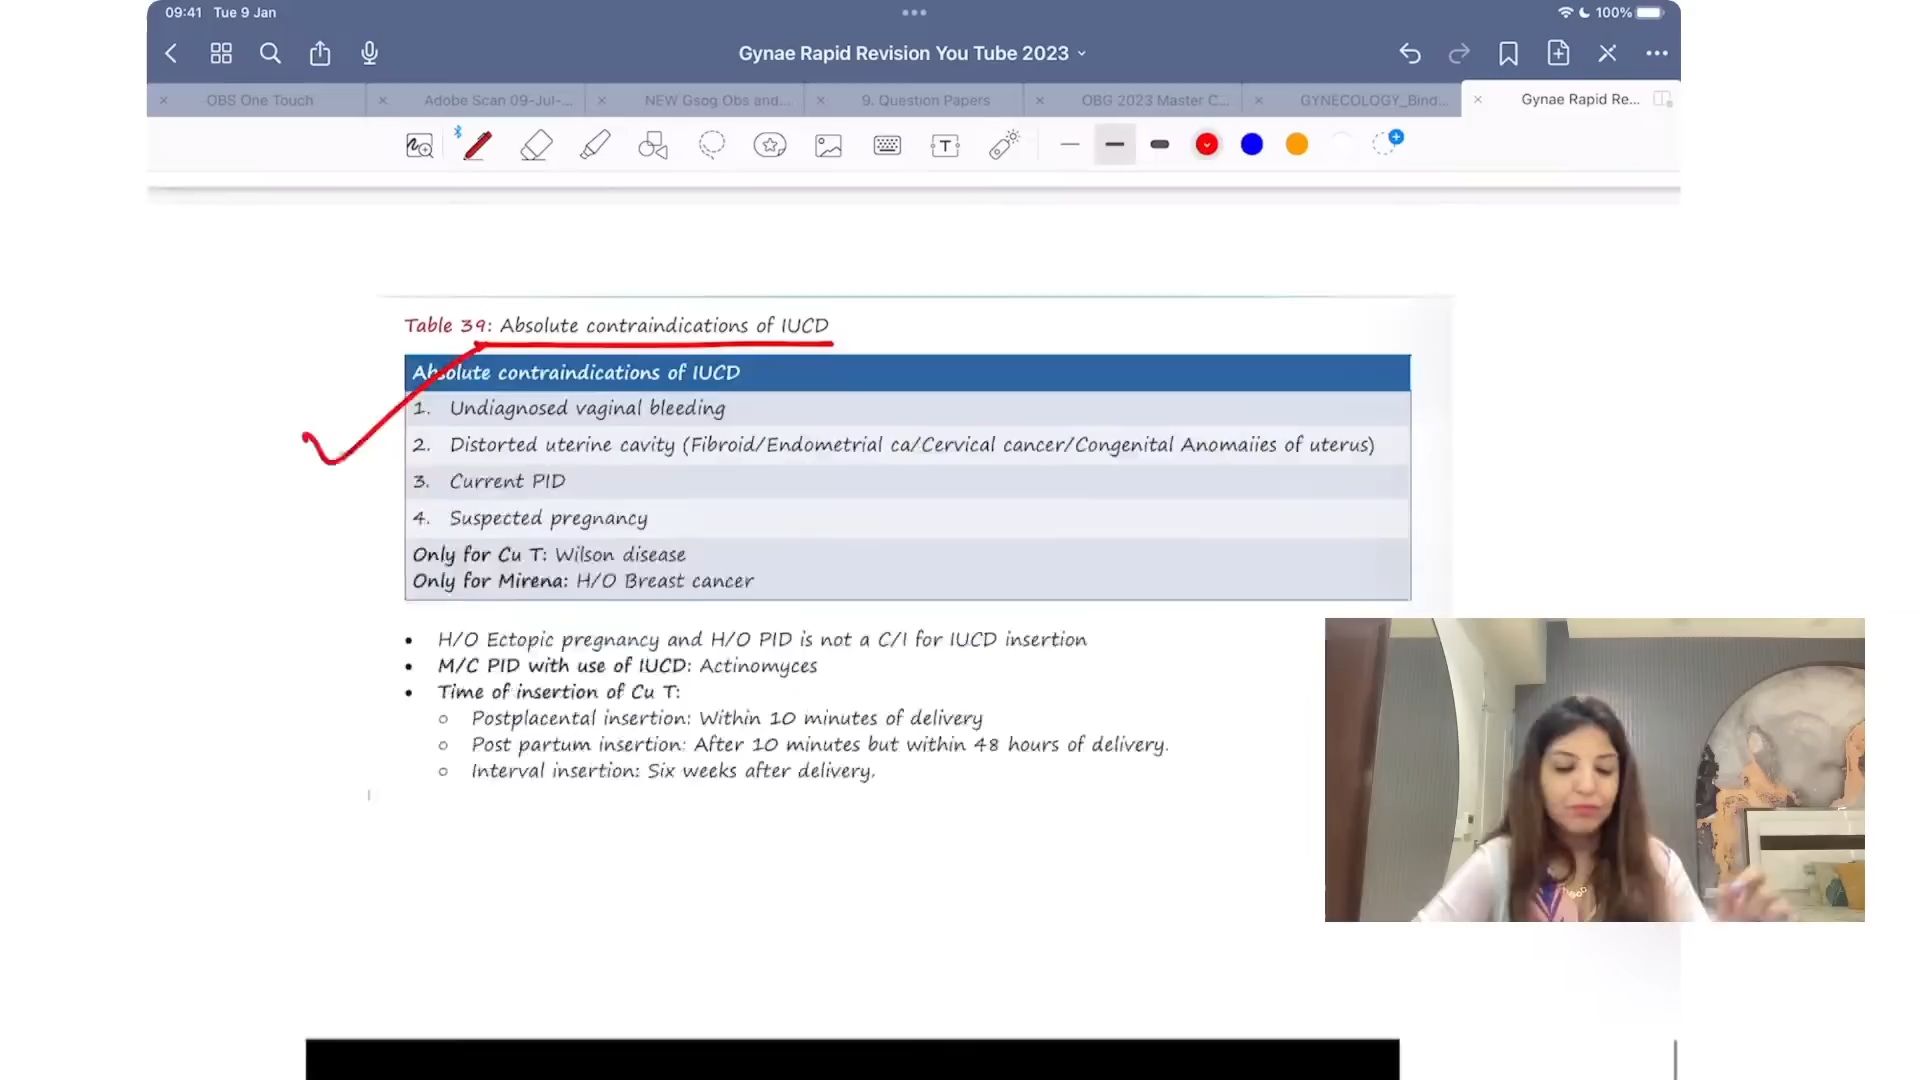 09:41 Tue 9 Jan
100%
Gynae Rapid Revision You Tube 2023
OBS One Touch
Adobe Scan 09-Jul-...
NEW Gsog Obs and...
9. Question Papers
OBG 2023 Master C...
GYNECOLOGY_Bind...
Gynae Rapid Re...
Table 39: Absolute contraindications of IUCD
Absolute contraindications of IUCD
1. Undiagnosed vaginal bleeding
2. Distorted uterine cavity (Fibroid/Endometrial ca/Cervical cancer/Congenital Anomaiies of uterus)
3. Current PID
4. Suspected pregnancy
Only for Cu T: Wilson disease
Only for Mirena: H/O Breast cancer
• H/O Ectopic pregnancy and H/O PID is not a C/I for IUCD insertion
• M/C PID with use of IUCD: Actinomyces
• Time of insertion of Cu T:
o Postplacental insertion: Within 10 minutes of delivery
o Post partum insertion: After 10 minutes but within 48 hours of delivery.
o Interval insertion: Six weeks after delivery.